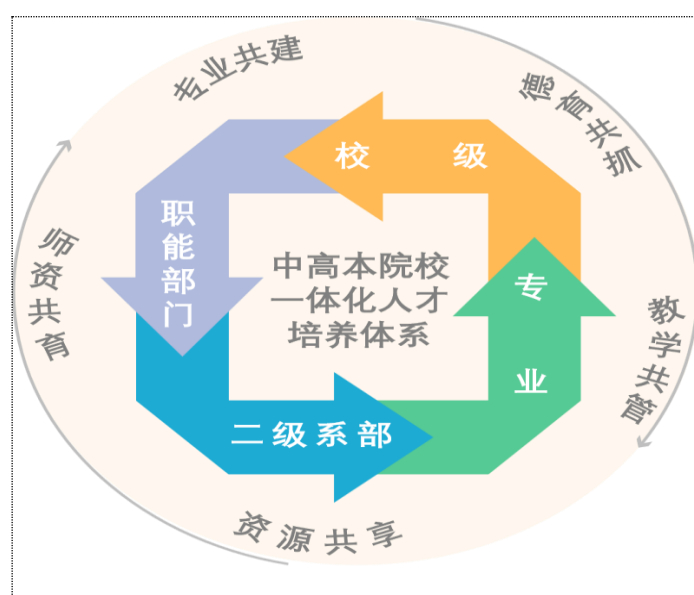 专业共建
德育共抓
校 级
职能部门
师资共育
中高本院校
一体化人才
培养体系
专业
教学共管
二级系部
资源共享